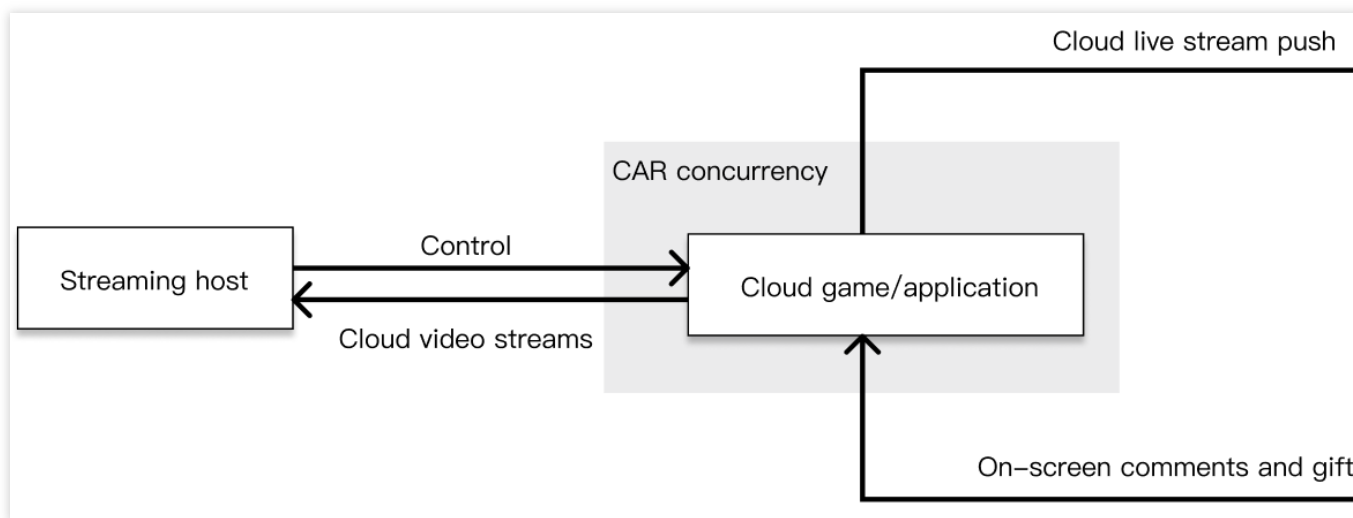 Cloud live stream push
CAR concurrency
Control
Streaming host
Cloud game/application
Cloud video streams
On-screen comments and gift